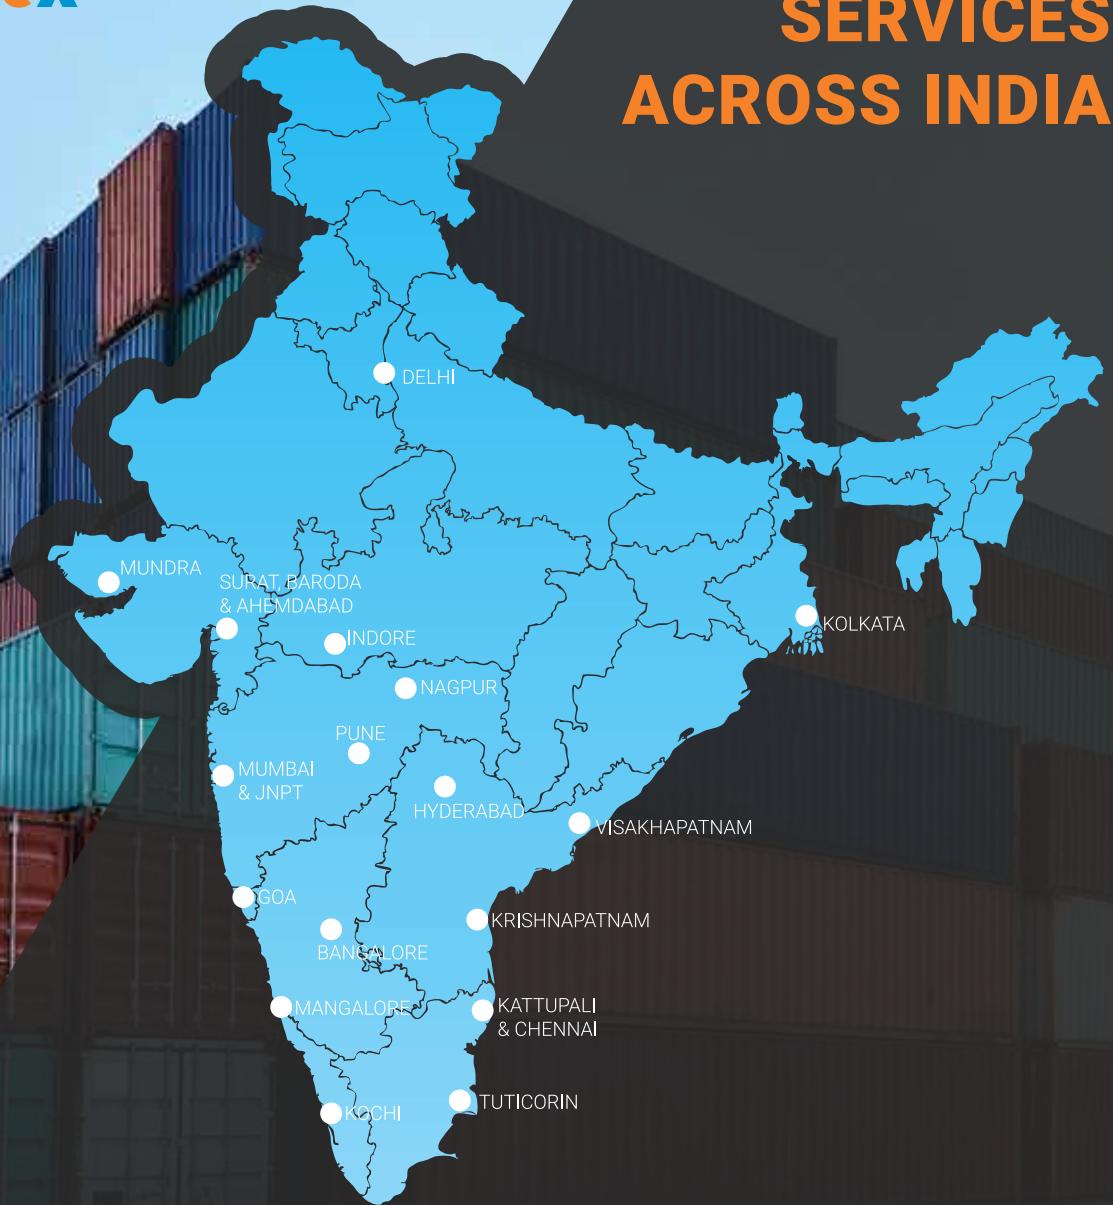 SERVICES
ACROSS INDIA
DELHI
MUNDRA
SURAT, BARODA
& AHEMDABAD
INDORE
KOLKATA
NAGPUR
PUNE
MUMBAI
& JNPT
HYDERABAD
VISAKHAPATNAM
GOA
KRISHNAPATNAM
BANGALORE
MANGALORE
KATTUPALI
& CHENNAI
TUTICORIN
KOCHI